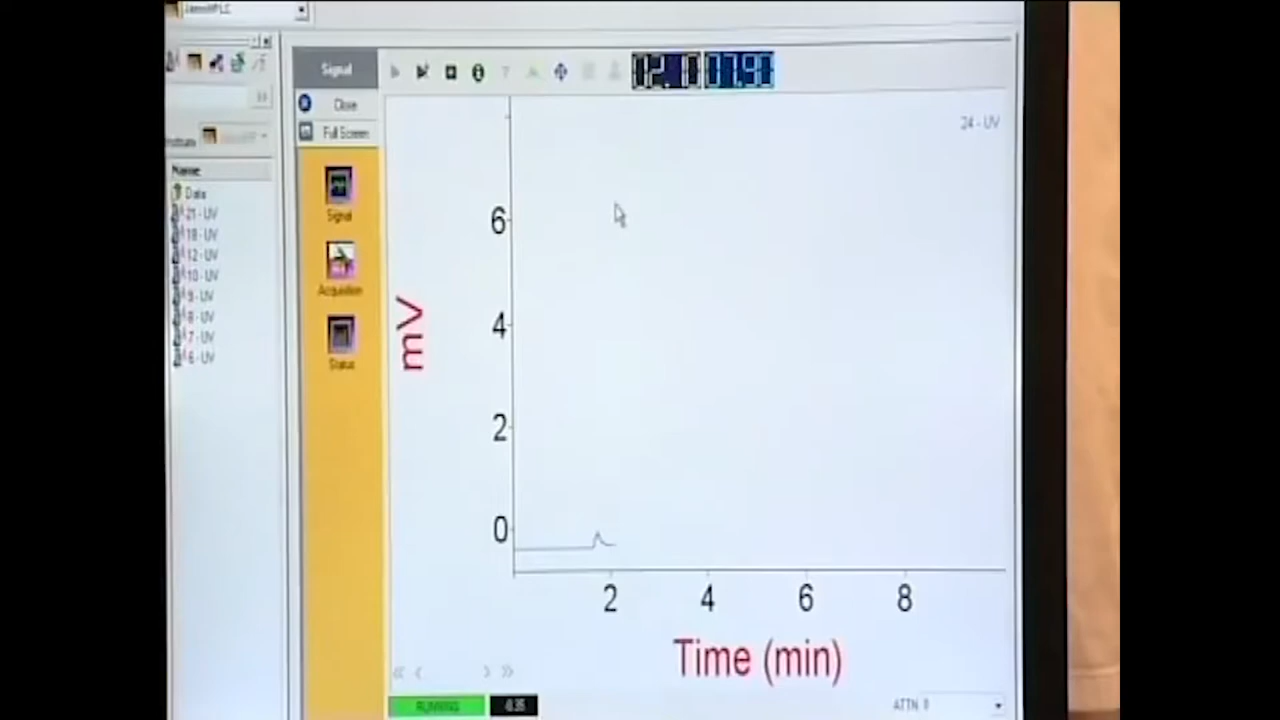 Signal
Close
Full Screen
24 - UV
Name
Data
21 - UV
18 - UV
12 - UV
10 - UV
9 - UV
8 - UV
7 - UV
6 - UV
Signal
Acquisition
Status
mV
6
4
2
0
2
4
6
8
Time (min)
RUNNING
ATTN 8